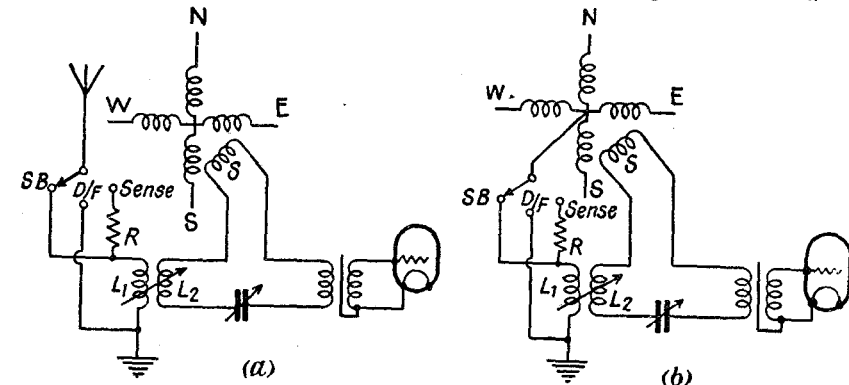 N
W E
SB D/F Sense S
S
R
L1 L2
(a)
N
W. E
SB D/F Sense S
S
R
L1 L2
(b)